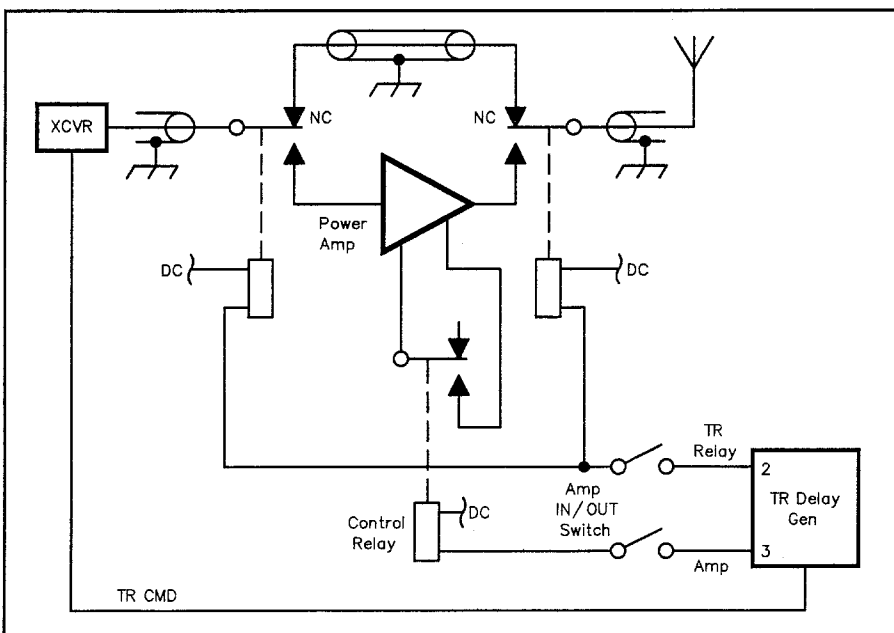 XCVR
NC
NC
Power
Amp
DC
DC
TR
Relay
2
TR Delay
Gen
Amp
IN/OUT
Switch
DC
Control
Relay
3
Amp
TR CMD